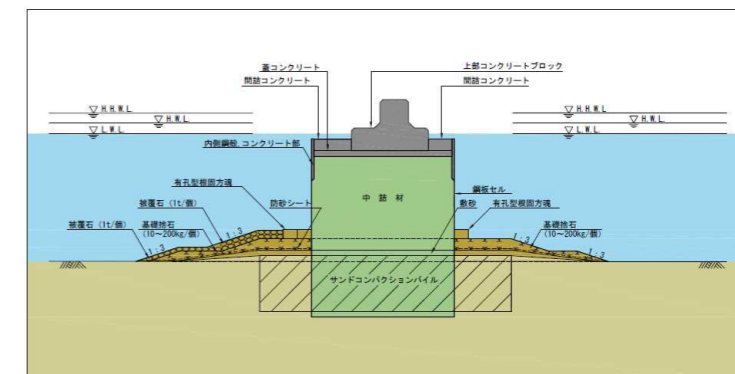 蓋コンクリート
上部コンクリートブロック
間詰コンクリート
間詰コンクリート
H.H.W.L.
H.W.L.
L.W.L.
H.H.W.L.
H.W.L.
L.W.L.
内側鋼殻、コンクリート部
有孔型根固方塊
中詰材
鋼板セル
被覆石 (1t/個)
防砂シート
敷砂
有孔型根固方塊
被覆石 (1t/個)
基礎捨石
(10～200kg/個)
基礎捨石
(10～200kg/個)
1:3
1:3
1:3
サンドコンパクションパイル